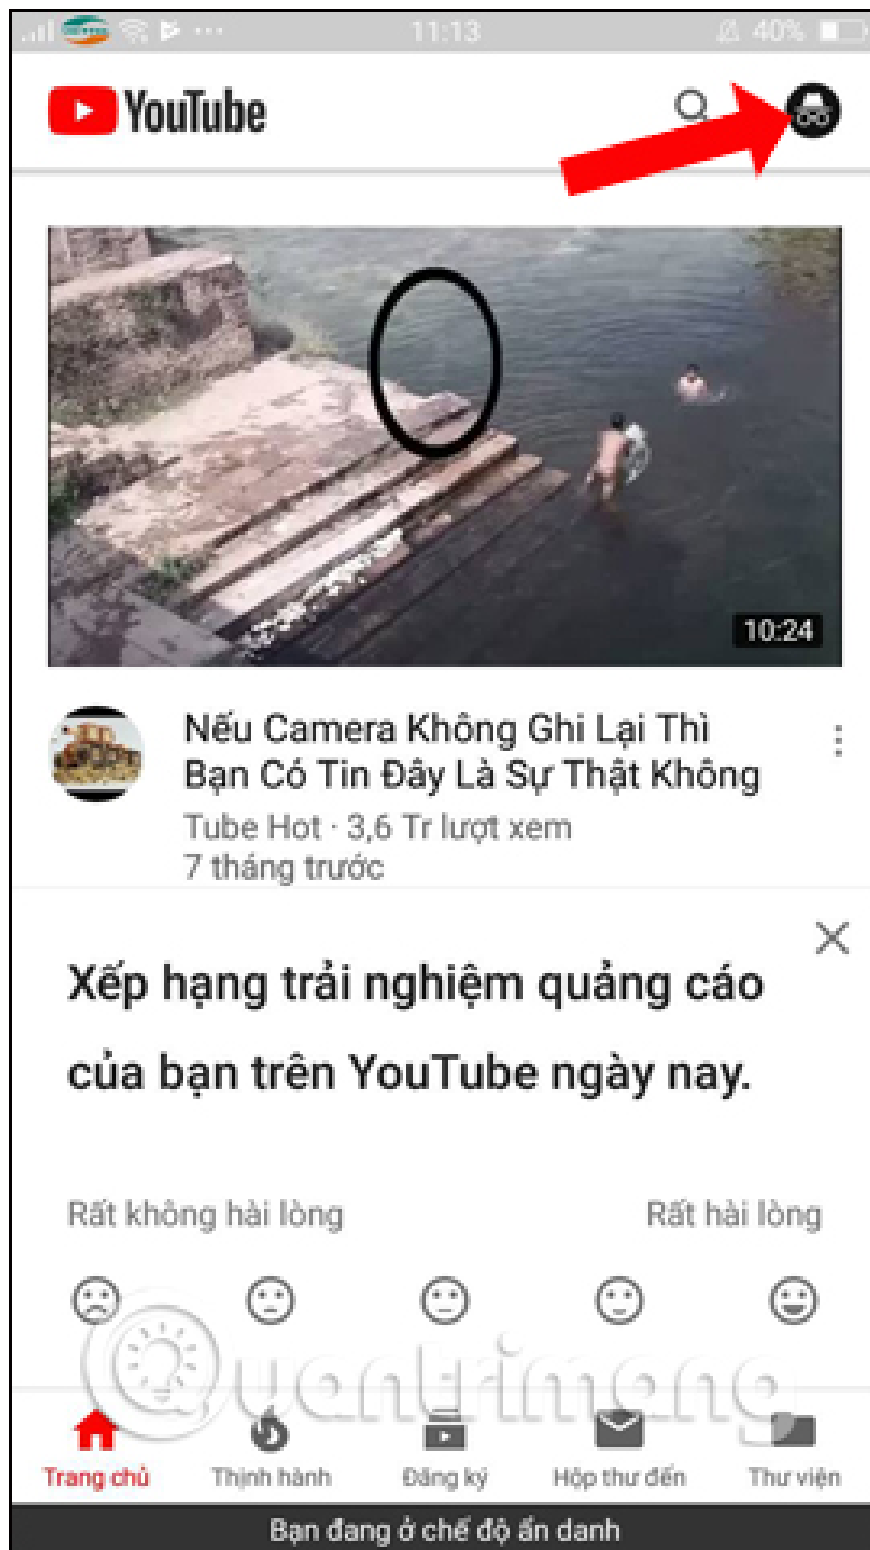 11:13
40%
YouTube
10:24
Nếu Camera Không Ghi Lại Thì
Bạn Có Tin Đây Là Sự Thật Không
Tube Hot · 3,6 Tr lượt xem
7 tháng trước
Xếp hạng trải nghiệm quảng cáo
của bạn trên YouTube ngày nay.
Rất không hài lòng Rất hài lòng
Quantrimang
Trang chủ Thịnh hành Đăng ký Hộp thư đến Thư viện
Bạn đang ở chế độ ẩn danh